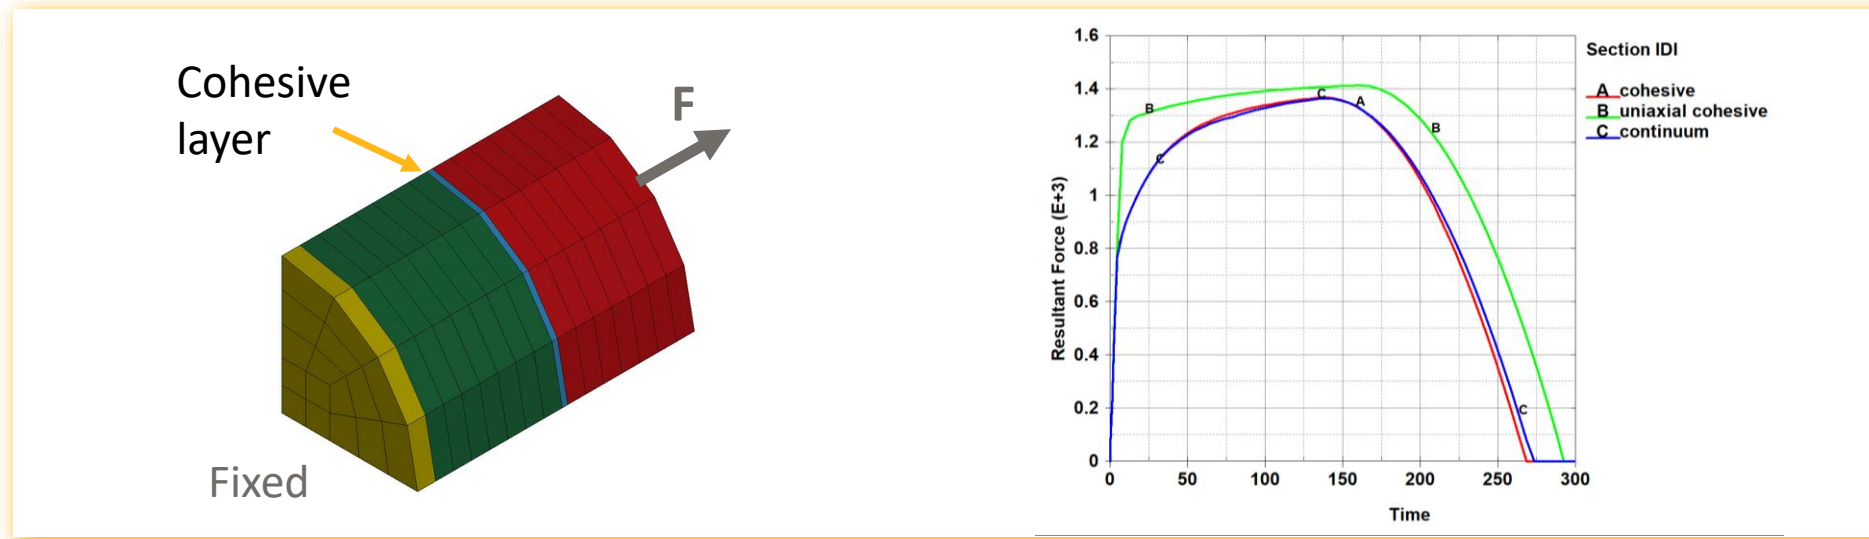 Cohesive
layer
F
Fixed
1.6
1.4
1.2
1
0.8
0.6
0.4
0.2
0
Resultant Force (E+3)
0
50
100
150
200
250
300
Time
B
C
C
A
B
C
Section IDI
A cohesive
B uniaxial cohesive
C continuum